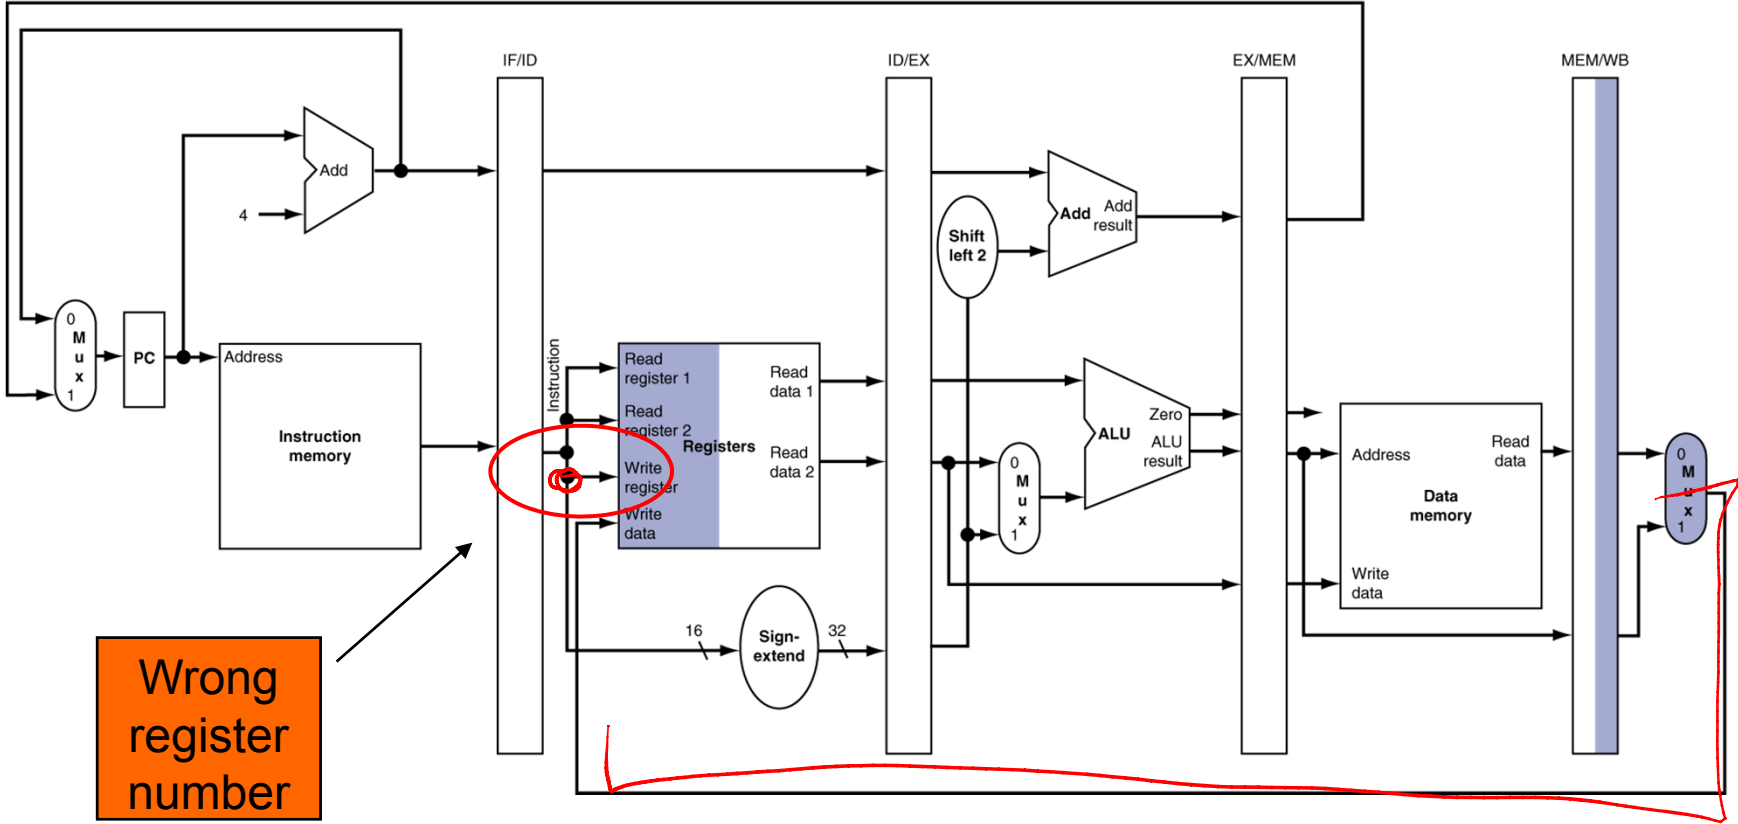 IF/ID
ID/EX
EX/MEM
MEM/WB
Add
4
Add
Add
result
Shift
left 2
0
M
u
x
1
PC
Address
Instruction
memory
Instruction
Read
register 1
Read
register 2
Registers
Write
register
Write
data
Read
data 1
Read
data 2
0
M
u
x
1
Zero
ALU
ALU
result
Address
Read
data
Data
memory
Write
data
0
M
u
x
1
16
Sign-
extend
32
Wrong
register
number